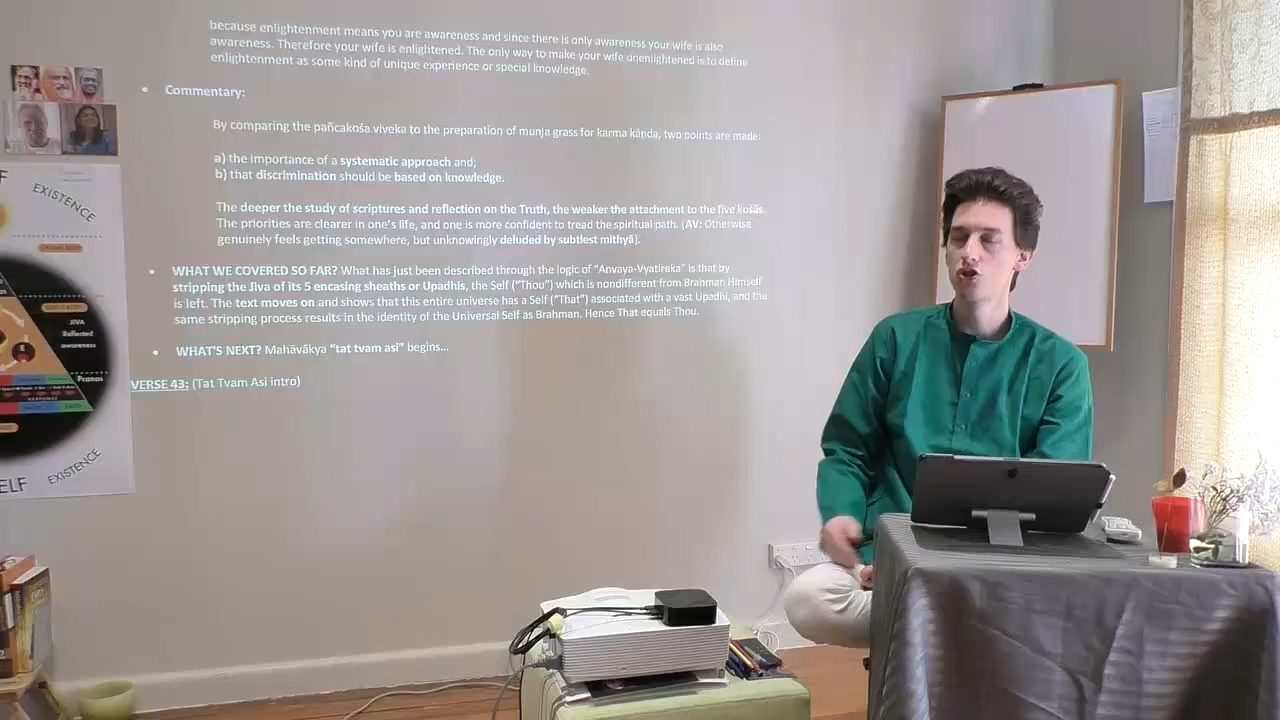 because enlightenment means you are awareness and since there is only awareness your wife is also
awareness. Therefore your wife is enlightened. The only way to make your wife unenlightened is to define
enlightenment as some kind of unique experience or special knowledge.
• Commentary:
By comparing the pañcakośa viveka to the preparation of munja grass for karma kāṇḍa, two points are made:
a) the importance of a systematic approach and;
b) that discrimination should be based on knowledge.
The deeper the study of scriptures and reflection on the Truth, the weaker the attachment to the five kośās.
The priorities are clearer in one's life, and one is more confident to tread the spiritual path. (AV: Otherwise
genuinely feels getting somewhere, but unknowingly deluded by subtlest mithyā).
• WHAT WE COVERED SO FAR? What has just been described through the logic of "Anvaya-Vyatireka" is that by
stripping the Jiva of its 5 encasing sheaths or Upadhis, the Self ("Thou") which is nondifferent from Brahman Himself
is left. The text moves on and shows that this entire universe has a Self ("That") associated with a vast Upadhi, and the
same stripping process results in the identity of the Universal Self as Brahman. Hence That equals Thou.
• WHAT'S NEXT? Mahāvākya "tat tvam asi" begins...
VERSE 43: (Tat Tvam Asi intro)
F
EXISTENCE
JIVA
Reflected
awareness
Pranas
EXISTENCE
ELF